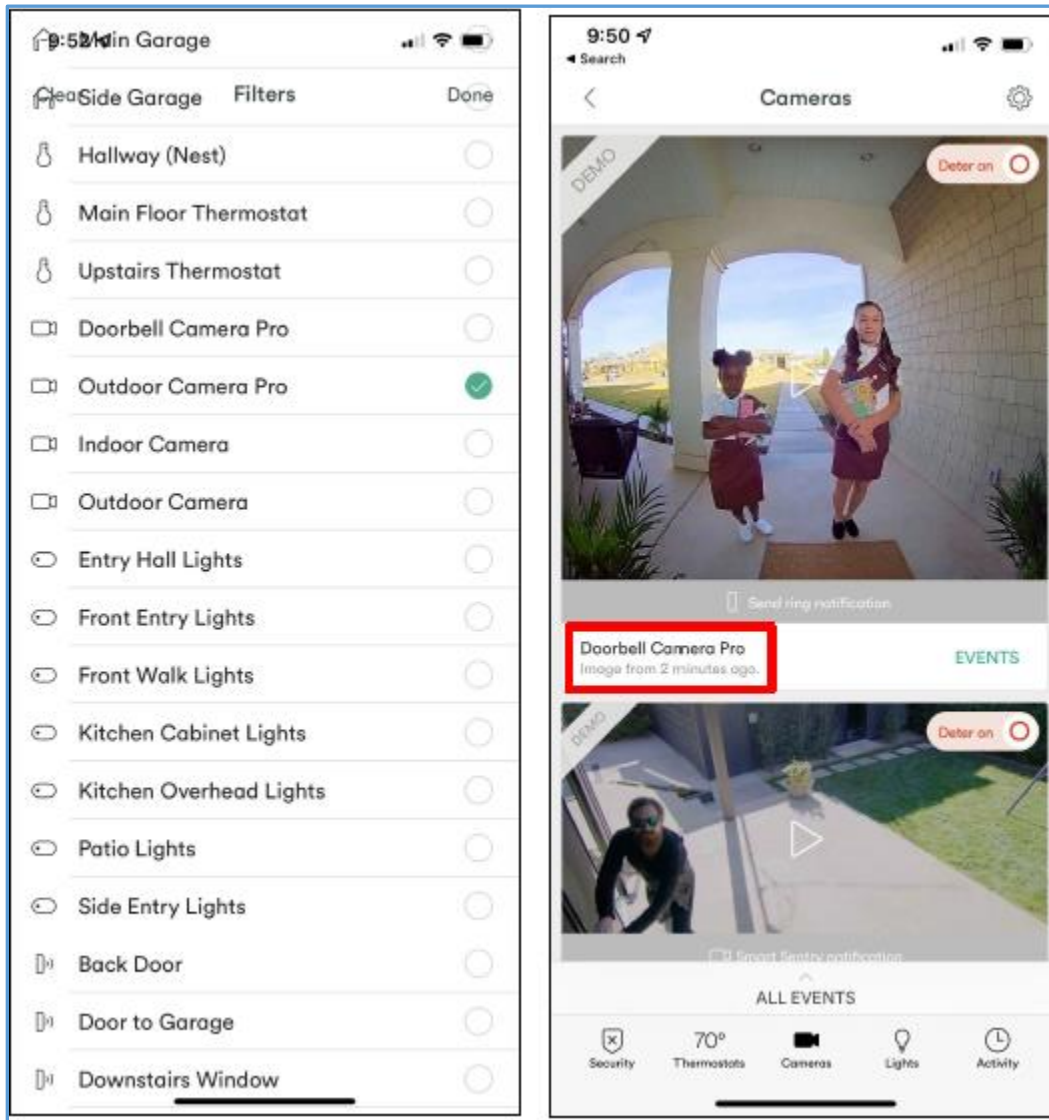 9:52 Main Garage
Clear Side Garage Filters Done
Hallway (Nest)
Main Floor Thermostat
Upstairs Thermostat
Doorbell Camera Pro
Outdoor Camera Pro
Indoor Camera
Outdoor Camera
Entry Hall Lights
Front Entry Lights
Front Walk Lights
Kitchen Cabinet Lights
Kitchen Overhead Lights
Patio Lights
Side Entry Lights
Back Door
Door to Garage
Downstairs Window
9:50
Search
Cameras
DEMO
Deter on
Send ring notification
Doorbell Camera Pro
Image from 2 minutes ago.
EVENTS
DEMO
Deter on
Smart Sentry notification
ALL EVENTS
70°
Security Thermostats Cameras Lights Activity